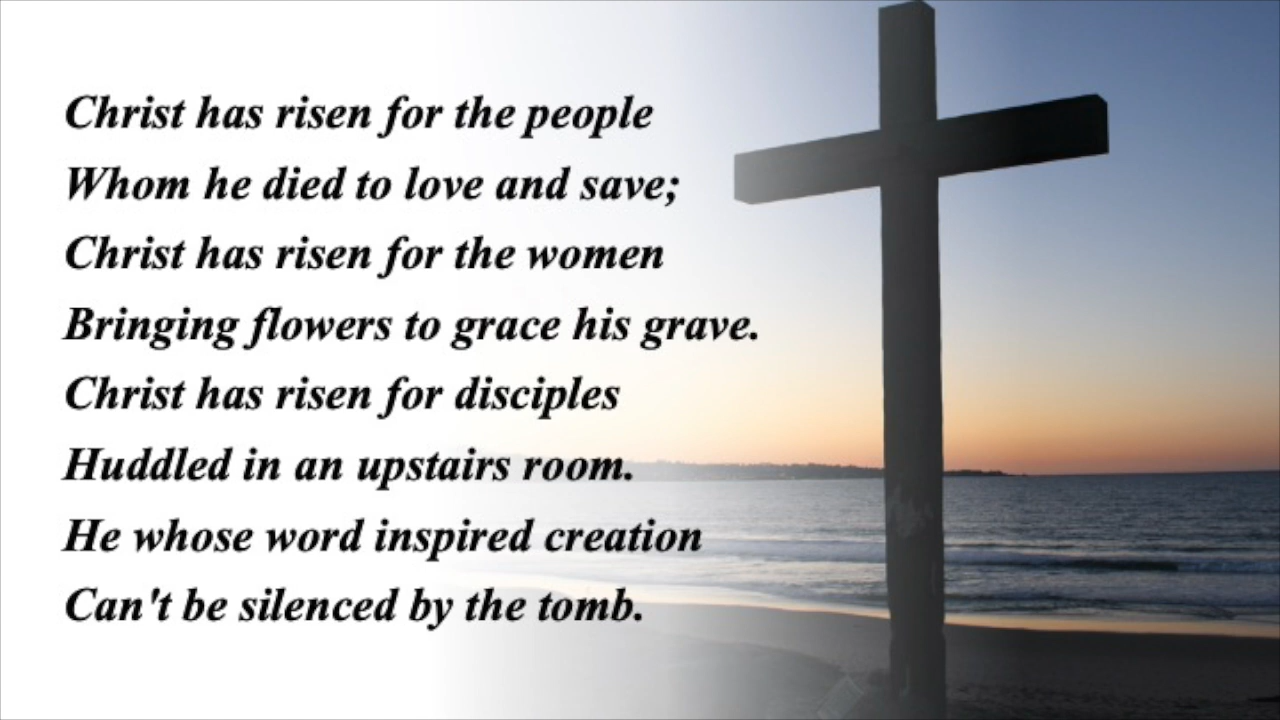 Christ has risen for the people
Whom he died to love and save;
Christ has risen for the women
Bringing flowers to grace his grave.
Christ has risen for disciples
Huddled in an upstairs room.
He whose word inspired creation
Can't be silenced by the tomb.